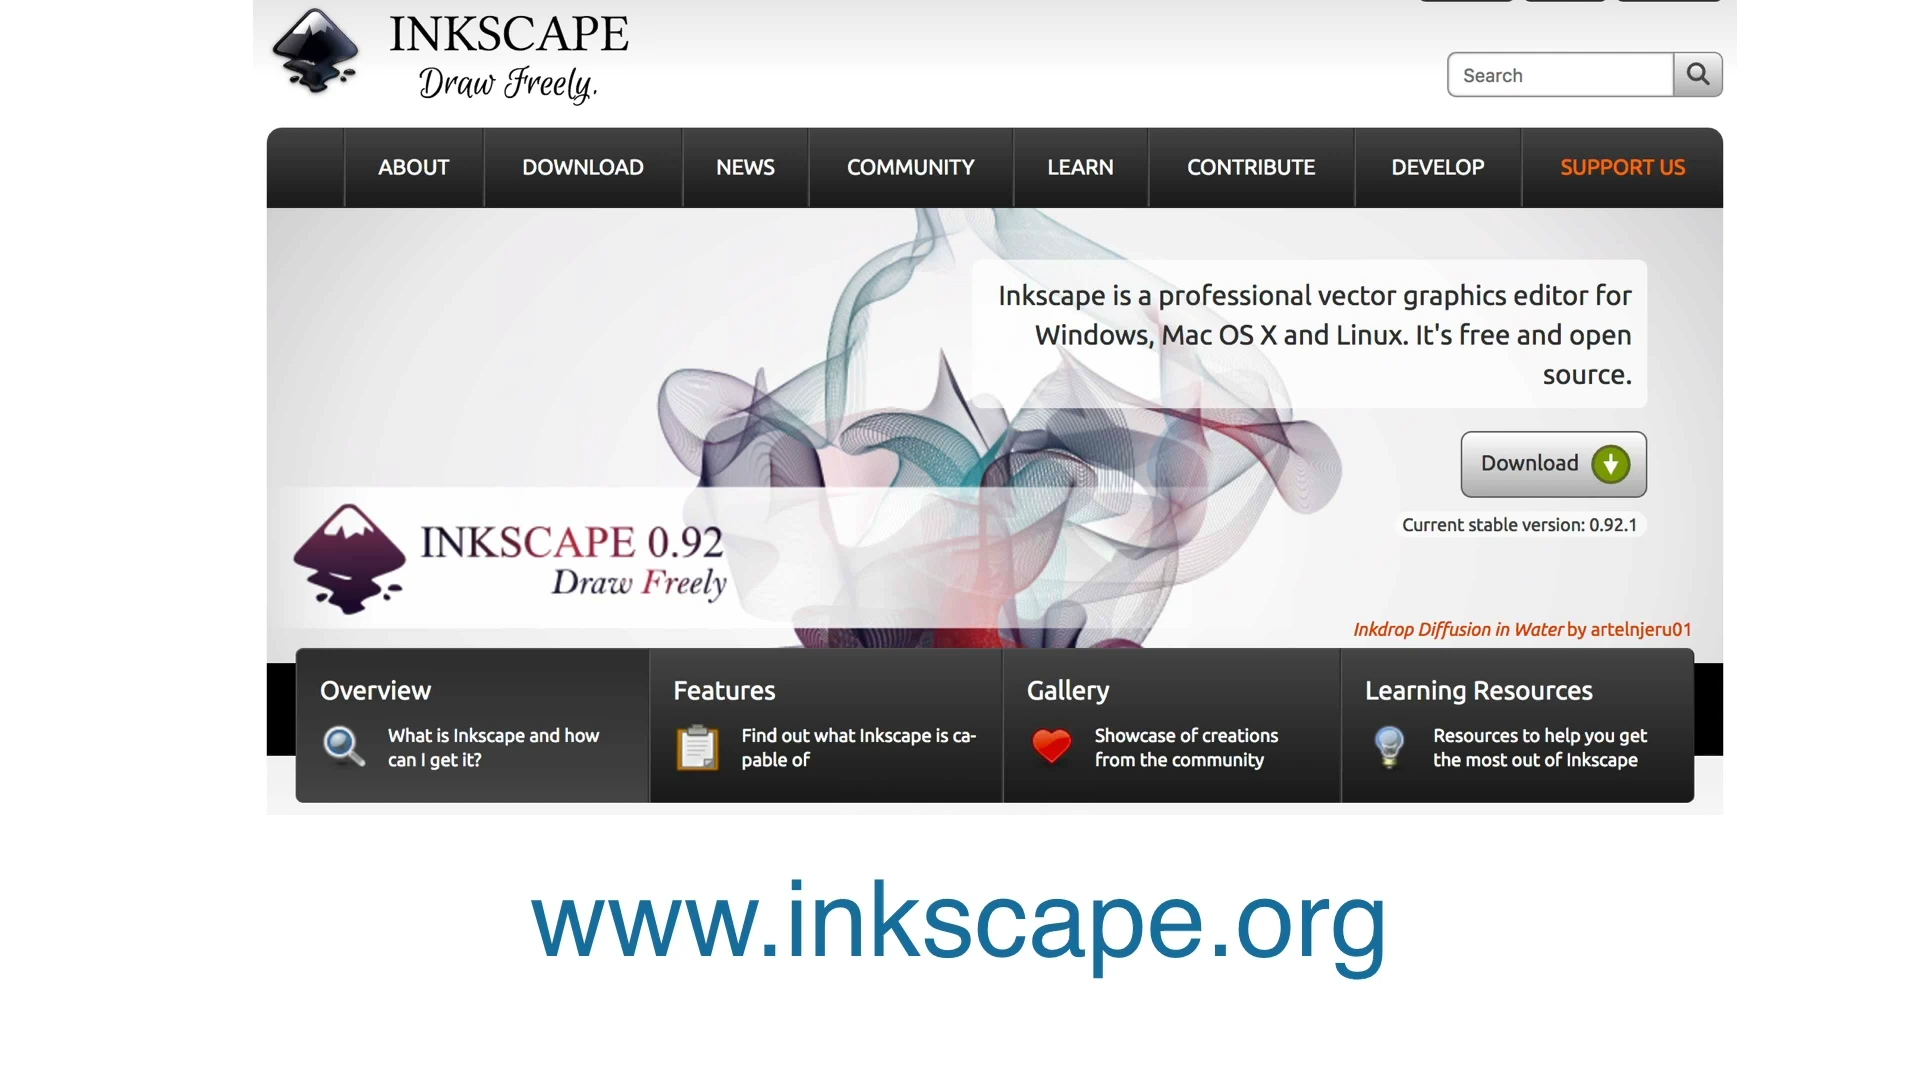 INKSCAPE
Draw Freely.
Search
ABOUT DOWNLOAD NEWS COMMUNITY LEARN CONTRIBUTE DEVELOP SUPPORT US
Inkscape is a professional vector graphics editor for
Windows, Mac OS X and Linux. It's free and open
source.
Download
Current stable version: 0.92.1
INKSCAPE 0.92
Draw Freely
Inkdrop Diffusion in Water by artelnjeru01
Overview
What is Inkscape and how
can I get it?
Features
Find out what Inkscape is ca-
pable of
Gallery
Showcase of creations
from the community
Learning Resources
Resources to help you get
the most out of Inkscape
www.inkscape.org